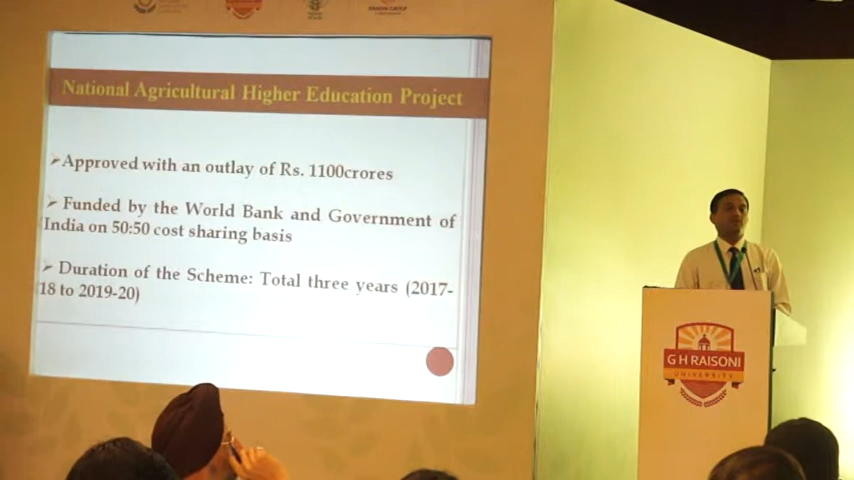 National Agricultural Higher Education Project
➢Approved with an outlay of Rs. 1100crores
➢ Funded by the World Bank and Government of
India on 50:50 cost sharing basis
➢ Duration of the Scheme: Total three years (2017-
18 to 2019-20)
G H RAISONI
UNIVERSITY